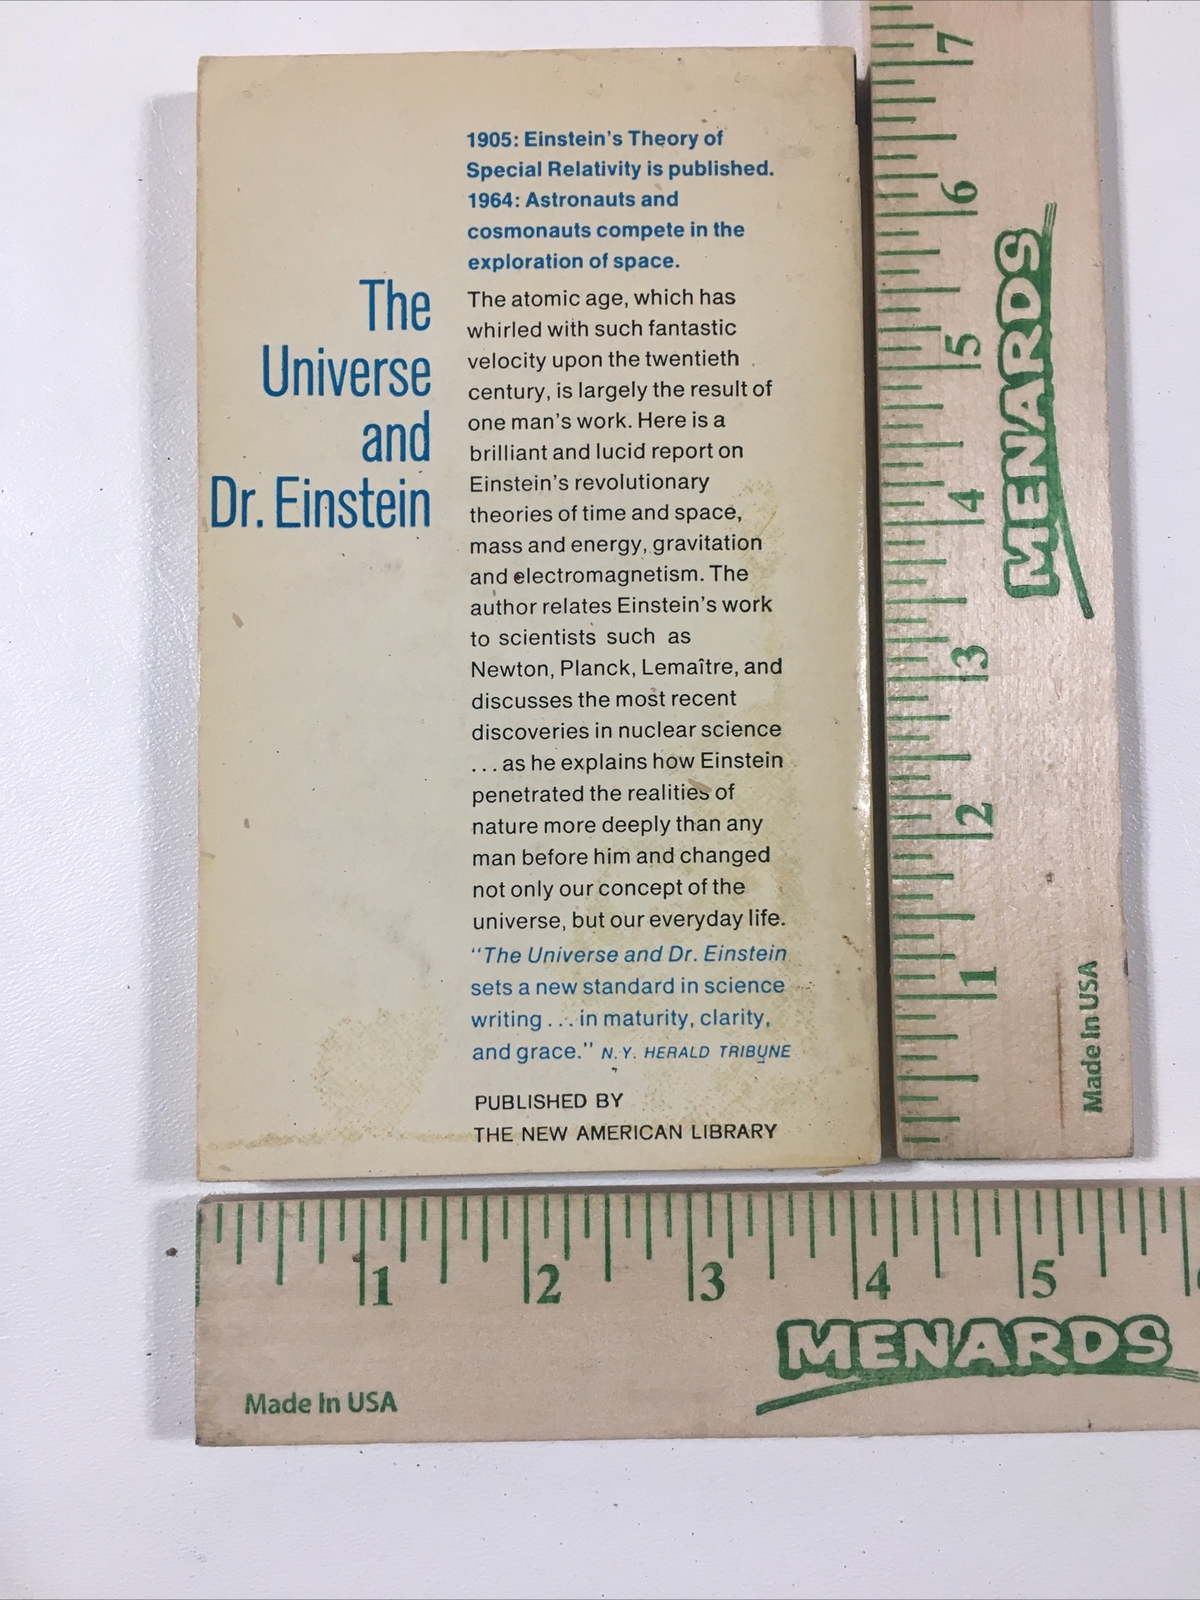 The
Universe
and
Dr. Einstein
1905: Einstein's Theory of
Special Relativity is published.
1964: Astronauts and
cosmonauts compete in the
exploration of space.
The atomic age, which has
whirled with such fantastic
velocity upon the twentieth
century, is largely the result of
one man's work. Here is a
brilliant and lucid report on
Einstein's revolutionary
theories of time and space,
mass and energy, gravitation
and electromagnetism. The
author relates Einstein's work
to scientists such as
Newton, Planck, Lemaître, and
discusses the most recent
discoveries in nuclear science
...as he explains how Einstein
penetrated the realities of
nature more deeply than any
man before him and changed
not only our concept of the
universe, but our everyday life.
"The Universe and Dr. Einstein
sets a new standard in science
writing... in maturity, clarity,
and grace." N.Y. HERALD TRIBUNE
PUBLISHED BY
THE NEW AMERICAN LIBRARY
7
6
5
4
3
2
1
MENARDS
Made In USA
1 2 3 4 5
MENARDS
Made In USA